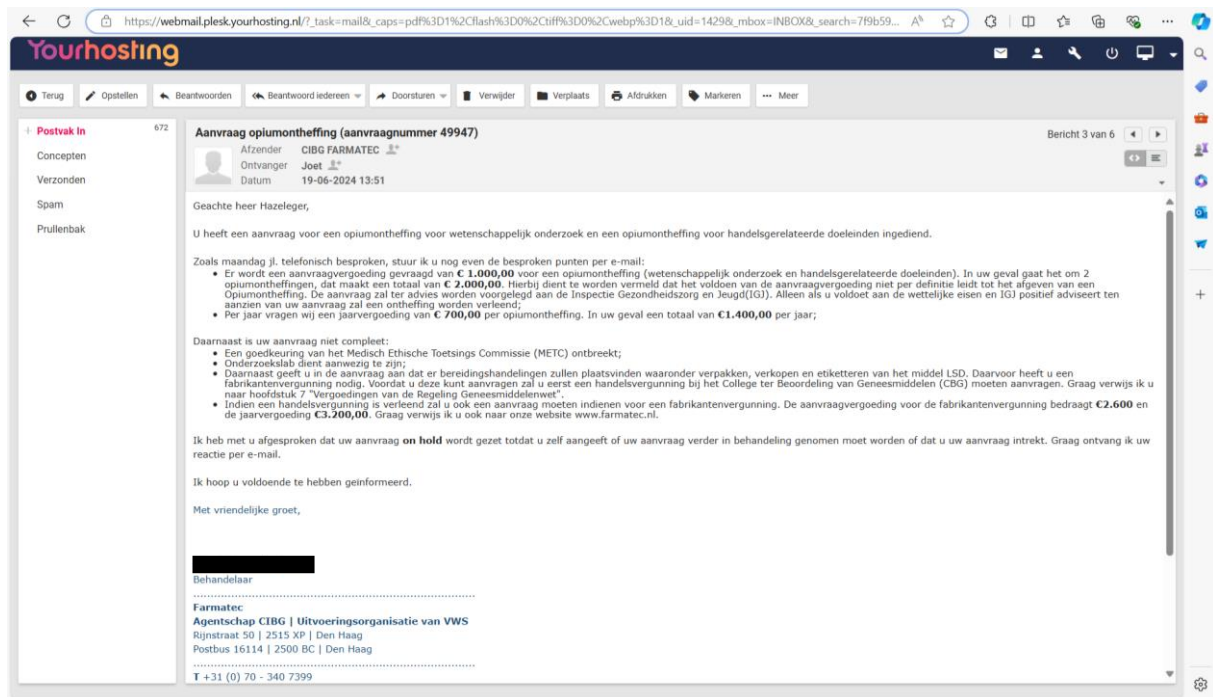 https://webmail.plesk.yourhosting.nl/?_task=mail&_caps=pdf%3D1%2Cflash%3D0%2Ctiff%3D0%2Cwebp%3D1&_uid=1429&_mbox=INBOX&_search=7f9b59...
Yourhosting
Terug Opstellen Beantwoorden Beantwoord iedereen Doorsturen Verwijder Verplaats Afdrukken Markeren Meer
Postvak In 672
Concepten
Verzonden
Spam
Prullenbak
Aanvraag opiumontheffing (aanvraagnummer 49947)
Bericht 3 van 6
Afzender CIBG FARMATEC
Ontvanger Joet
Datum 19-06-2024 13:51
Geachte heer Hazeleger,
U heeft een aanvraag voor een opiumontheffing voor wetenschappelijk onderzoek en een opiumontheffing voor handelsgerelateerde doeleinden ingediend.
Zoals maandag jl. telefonisch besproken, stuur ik u nog even de besproken punten per e-mail:
• Er wordt een aanvraagvergoeding gevraagd van € 1.000,00 voor een opiumontheffing (wetenschappelijk onderzoek en handelsgerelateerde doeleinden). In uw geval gaat het om 2
opiumontheffingen, dat maakt een totaal van € 2.000,00. Hierbij dient te worden vermeld dat het voldoen van de aanvraagvergoeding niet per definitie leidt tot het afgeven van een
Opiumontheffing. De aanvraag zal ter advies worden voorgelegd aan de Inspectie Gezondheidszorg en Jeugd(IGJ). Alleen als u voldoet aan de wettelijke eisen en IGJ positief adviseert ten
aanzien van uw aanvraag zal een ontheffing worden verleend;
• Per jaar vragen wij een jaarvergoeding van € 700,00 per opiumontheffing. In uw geval een totaal van €1.400,00 per jaar;
Daarnaast is uw aanvraag niet compleet:
• Een goedkeuring van het Medisch Ethische Toetsings Commissie (METC) ontbreekt;
• Onderzoekslab dient aanwezig te zijn;
• Daarnaast geeft u in de aanvraag aan dat er bereidingshandelingen zullen plaatsvinden waaronder verpakken, verkopen en etiketteren van het middel LSD. Daarvoor heeft u een
fabrikantenvergunning nodig. Voordat u deze kunt aanvragen zal u eerst een handelsvergunning bij het College ter Beoordeling van Geneesmiddelen (CBG) moeten aanvragen. Graag verwijs ik u
naar hoofdstuk 7 "Vergoedingen van de Regeling Geneesmiddelenwet".
• Indien een handelsvergunning is verleend zal u ook een aanvraag moeten indienen voor een fabrikantenvergunning. De aanvraagvergoeding voor de fabrikantenvergunning bedraagt €2.600 en
de jaarvergoeding €3.200,00. Graag verwijs ik u ook naar onze website www.farmatec.nl.
Ik heb met u afgesproken dat uw aanvraag on hold wordt gezet totdat u zelf aangeeft of uw aanvraag verder in behandeling genomen moet worden of dat u uw aanvraag intrekt. Graag ontvang ik uw
reactie per e-mail.
Ik hoop u voldoende te hebben geïnformeerd.
Met vriendelijke groet,
Behandelaar
Farmatec
Agentschap CIBG | Uitvoeringsorganisatie van VWS
Rijnstraat 50 | 2515 XP | Den Haag
Postbus 16114 | 2500 BC | Den Haag
T +31 (0) 70 - 340 7399